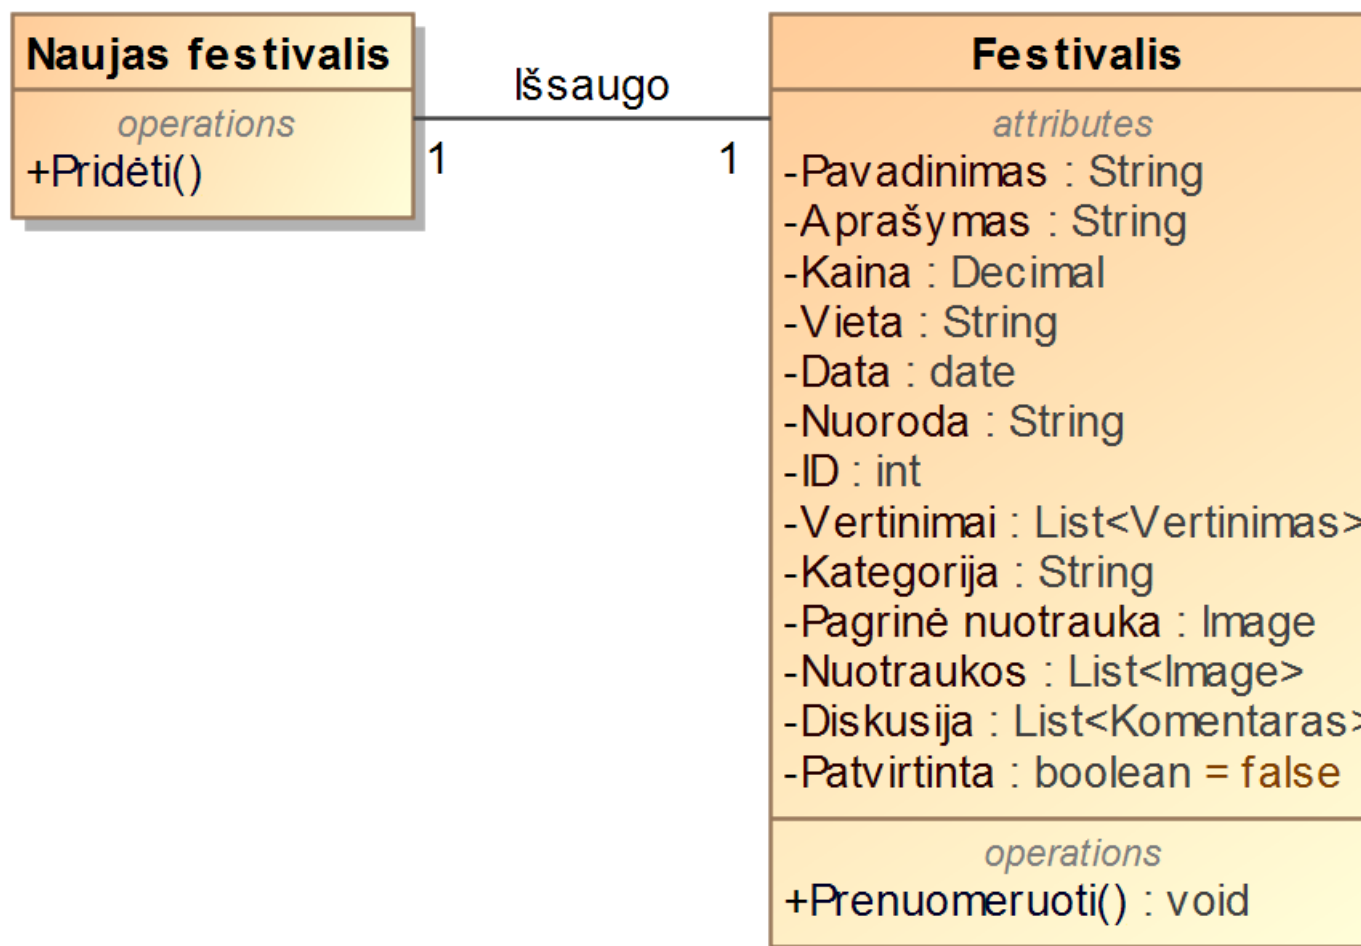 Naujas festivalis
operations
+Pridėti()
Išsaugo
1
1
Festivalis
attributes
-Pavadinimas : String
-Aprašymas : String
-Kaina : Decimal
-Vieta : String
-Data : date
-Nuoroda : String
-ID : int
-Vertinimai : List<Vertinimas>
-Kategorija : String
-Pagrinė nuotrauka : Image
-Nuotraukos : List<Image>
-Diskusija : List<Komentaras>
-Patvirtinta : boolean = false
operations
+Prenuomeruoti() : void